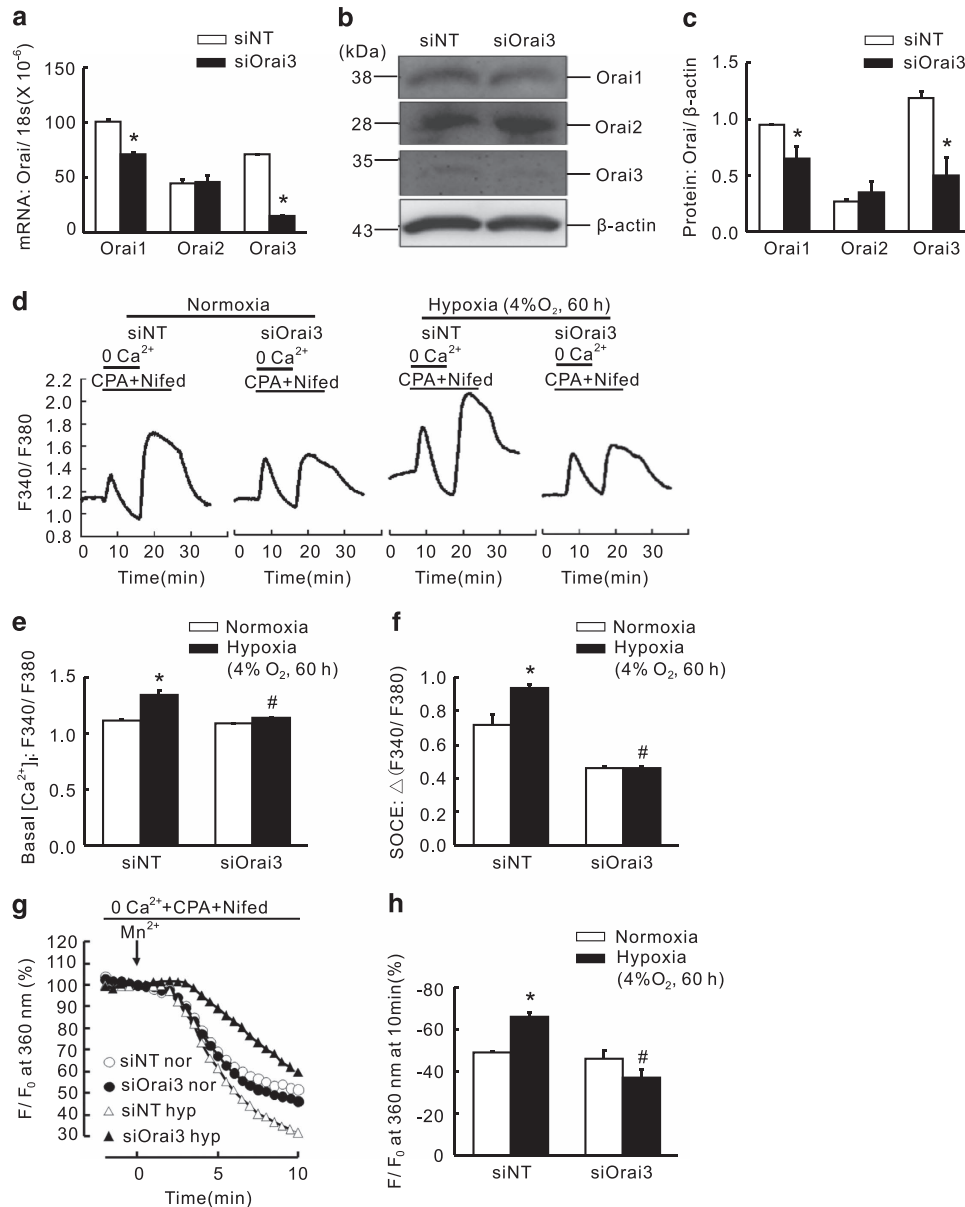 a
siNT
siOrai3
mRNA: Orai/ 18s(X 10-6)
150
100
50
0
Orai1 Orai2 Orai3
*
*
b
(kDa) siNT siOrai3
38 Orai1
28 Orai2
35
Orai3
43 β-actin
c
siNT
siOrai3
Protein: Orai/ β-actin
1.5
1.0
0.5
0.0
Orai1 Orai2 Orai3
*
*
d
Normoxia Hypoxia (4%O2, 60 h)
siNT siOrai3 siNT siOrai3
0 Ca2+ 0 Ca2+ 0 Ca2+ 0 Ca2+
CPA+Nifed CPA+Nifed CPA+Nifed CPA+Nifed
F340/ F380
2.2
2.0
1.8
1.6
1.4
1.2
1.0
0.8
0 10 20 30 0 10 20 30 0 10 20 30 0 10 20 30
Time(min) Time(min) Time(min) Time(min)
e
Normoxia
Hypoxia
(4% O2, 60 h)
Basal [Ca2+]i: F340/ F380
1.5
1.0
0.5
0.0
* #
siNT siOrai3
f
Normoxia
Hypoxia
(4% O2, 60 h)
SOCE: △(F340/ F380)
1.0
0.8
0.6
0.4
0.2
0.0
* #
siNT siOrai3
g
0 Ca2++CPA+Nifed
Mn2+
F/ F0 at 360 nm (%)
120
110
100
90
80
70
60
50
40
30
siNT nor
siOrai3 nor
siNT hyp
siOrai3 hyp
0 5 10
Time(min)
h
Normoxia
Hypoxia
(4%O2, 60 h)
F/ F0 at 360 nm at 10min(%)
-80
-60
-40
-20
0
* #
siNT siOrai3